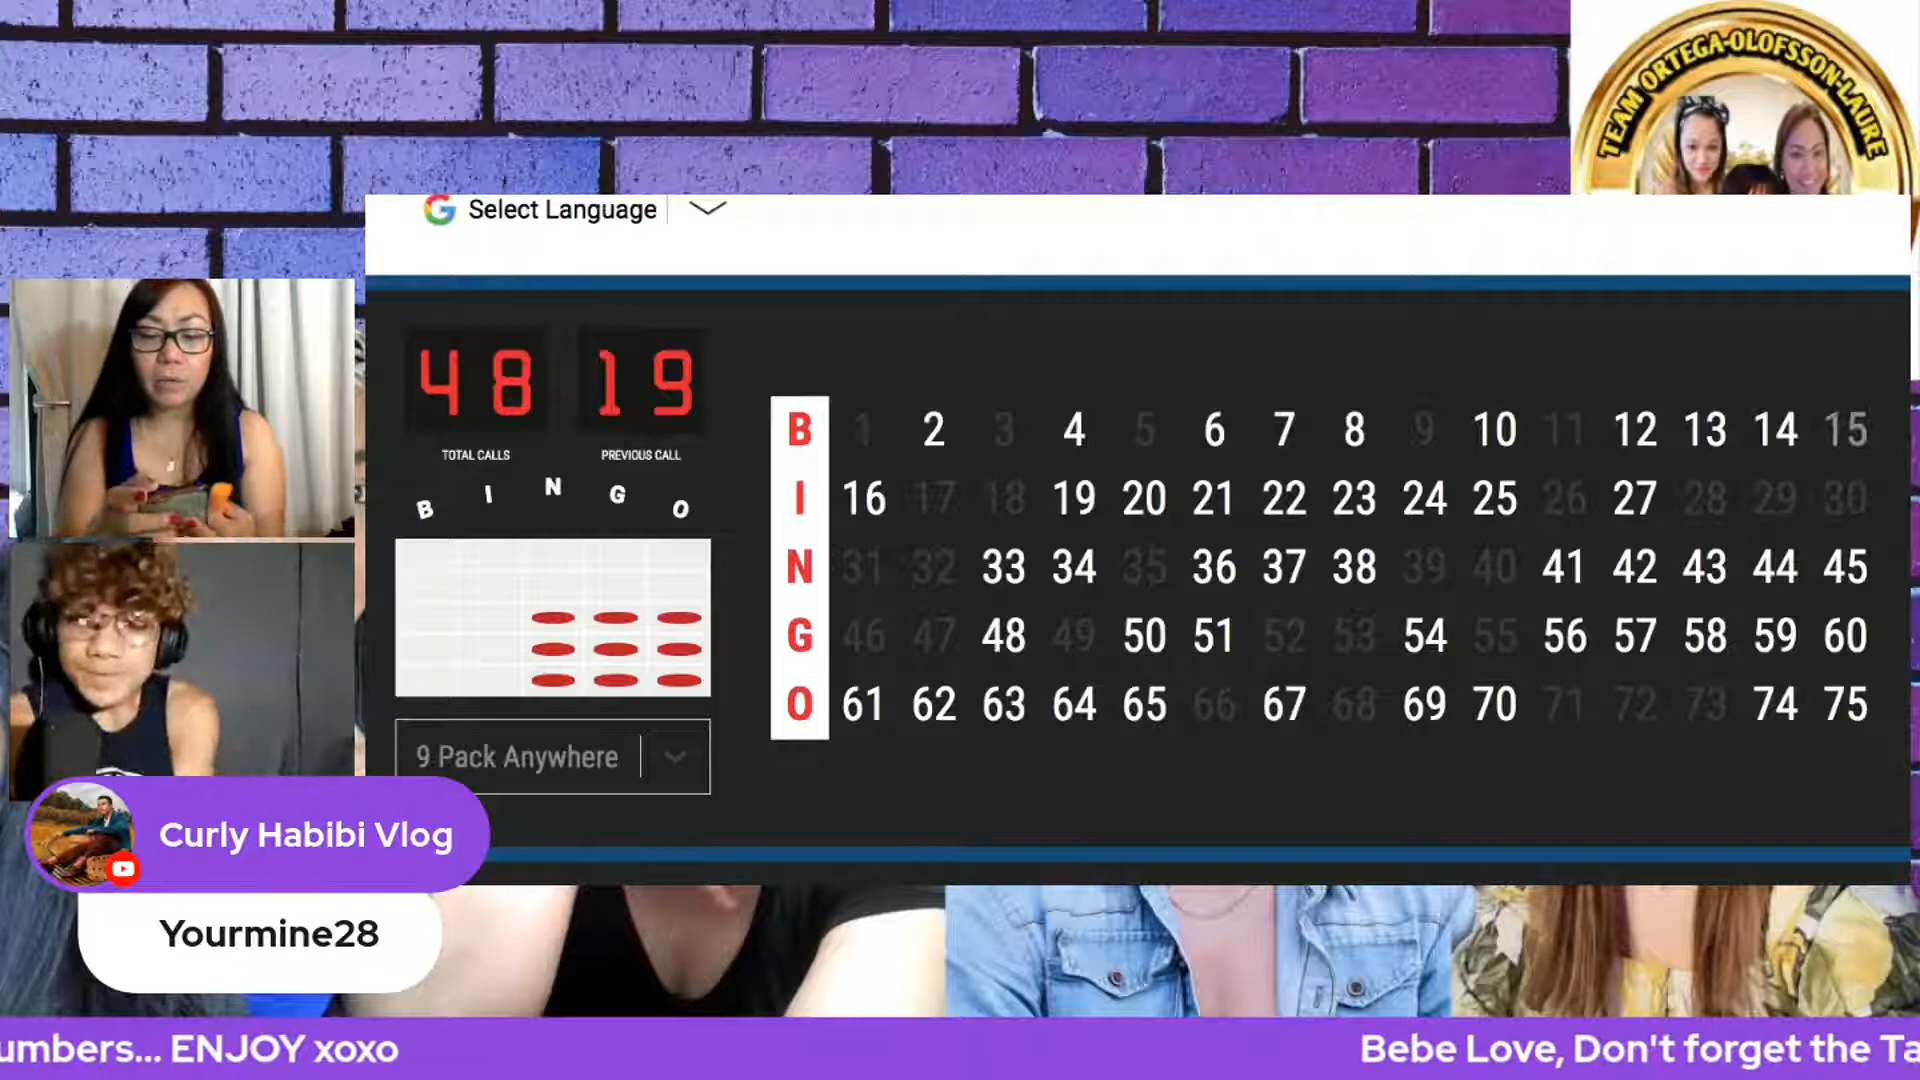 TEAM ORTEGA-OLOFSSON-LAURE
Select Language
48 19
TOTAL CALLS PREVIOUS CALL
B I N G O
9 Pack Anywhere
B 1 2 3 4 5 6 7 8 9 10 11 12 13 14 15
I 16 17 18 19 20 21 22 23 24 25 26 27 28 29 30
N 31 32 33 34 35 36 37 38 39 40 41 42 43 44 45
G 46 47 48 49 50 51 52 53 54 55 56 57 58 59 60
O 61 62 63 64 65 66 67 68 69 70 71 72 73 74 75
Curly Habibi Vlog
Yourmine28
umbers... ENJOY xoxo Bebe Love, Don't forget the Ta